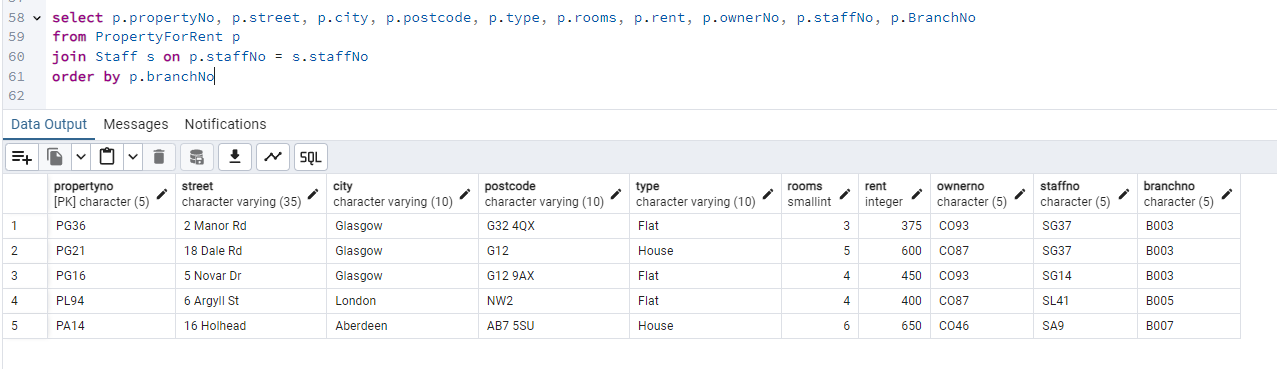 58 select p.propertyNo, p.street, p.city, p.postcode, p.type, p.rooms, p.rent, p.ownerNo, p.staffNo, p.BranchNo
59 from PropertyForRent p
60 join Staff s on p.staffNo = s.staffNo
61 order by p.branchNo
62
Data Output Messages Notifications
SQL
propertyno street city postcode type rooms rent ownerno staffno branchno
[PK] character (5) character varying (35) character varying (10) character varying (10) character varying (10) smallint integer character (5) character (5) character (5)
1 PG36 2 Manor Rd Glasgow G32 4QX Flat 3 375 CO93 SG37 B003
2 PG21 18 Dale Rd Glasgow G12 House 5 600 CO87 SG37 B003
3 PG16 5 Novar Dr Glasgow G12 9AX Flat 4 450 CO93 SG14 B003
4 PL94 6 Argyll St London NW2 Flat 4 400 CO87 SL41 B005
5 PA14 16 Holhead Aberdeen AB7 5SU House 6 650 CO46 SA9 B007